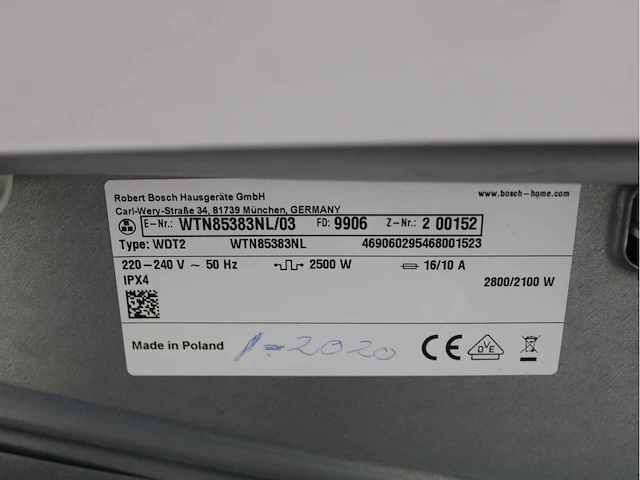 Robert Bosch Hausgeräte GmbH
www.bosch-home.com
Carl-Wery-Straße 34, 81739 München, GERMANY
E-Nr.: WTN85383NL/03 FD: 9906 Z-Nr.: 2 00152
Type: WDT2 WTN85383NL 469060295468001523
220-240 V ~ 50 Hz 2500 W 16/10 A
IPX4 2800/2100 W
Made in Poland 1-2020 CE DVE